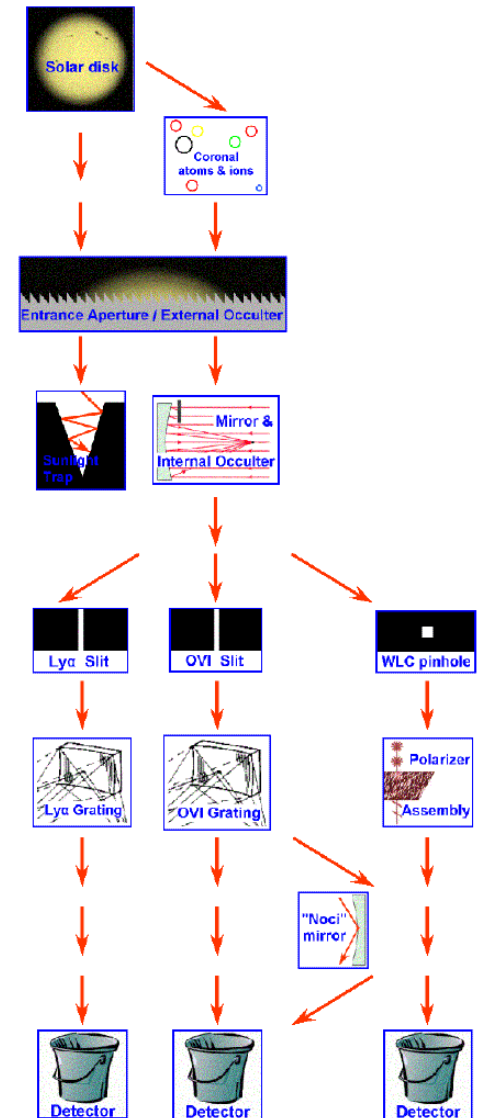 Solar disk
Coronal
atoms & ions
Entrance Aperture / External Occulter
Sunlight
Trap
Mirror &
Internal Occulter
Lyα Slit
OVI Slit
WLC pinhole
Lyα Grating
OVI Grating
Polarizer
Assembly
"Noci"
mirror
Detector
Detector
Detector